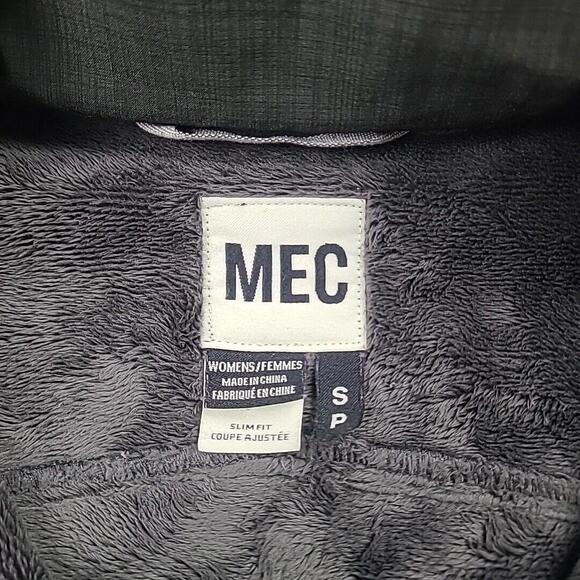 MEC
WOMENS/FEMMES
MADE IN CHINA
FABRIQUÉ EN CHINE
SLIM FIT
COUPE AJUSTÉE
S
P